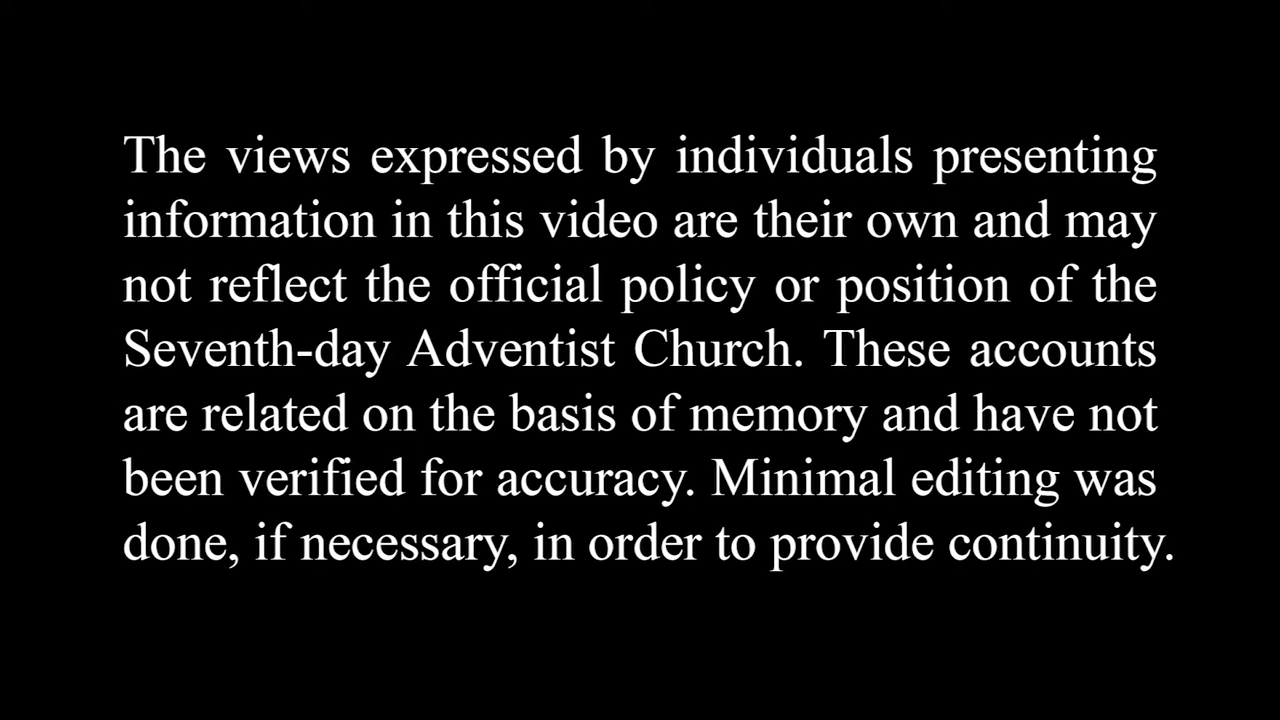 The views expressed by individuals presenting
information in this video are their own and may
not reflect the official policy or position of the
Seventh-day Adventist Church. These accounts
are related on the basis of memory and have not
been verified for accuracy. Minimal editing was
done, if necessary, in order to provide continuity.